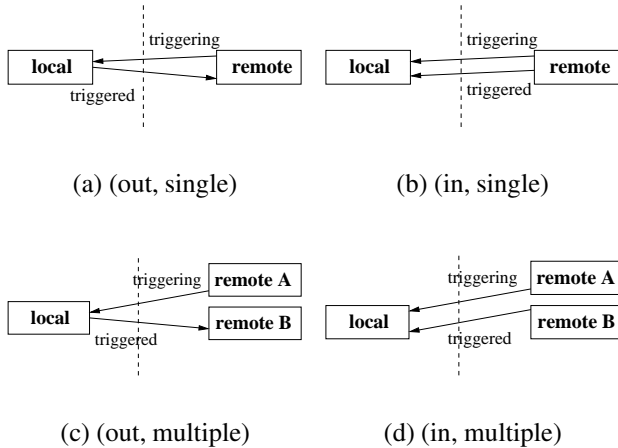 triggering
local
remote
triggered
(a) (out, single)
triggering
local
remote
triggered
(b) (in, single)
triggering
remote A
local
remote B
triggered
(c) (out, multiple)
triggering
remote A
local
remote B
triggered
(d) (in, multiple)